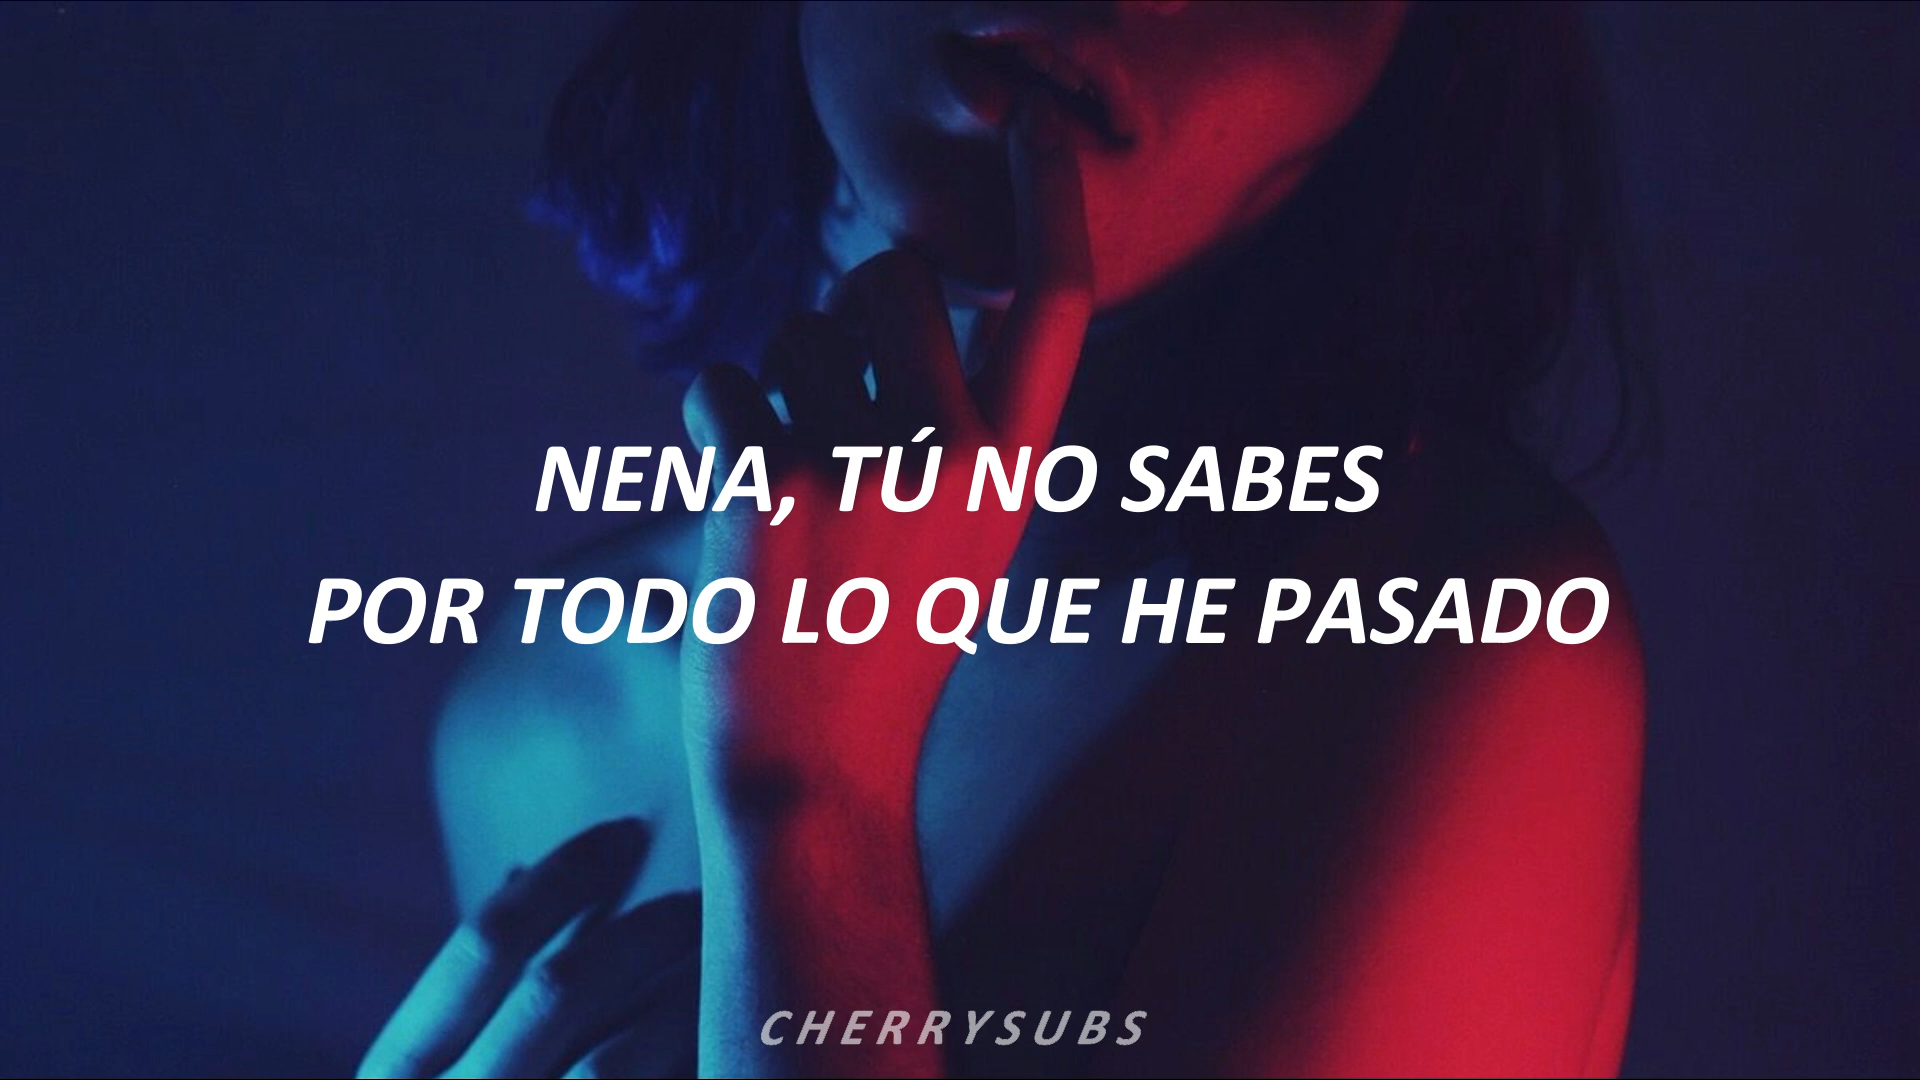 NENA, TÚ NO SABES
POR TODO LO QUE HE PASADO
CHERRYSUBS